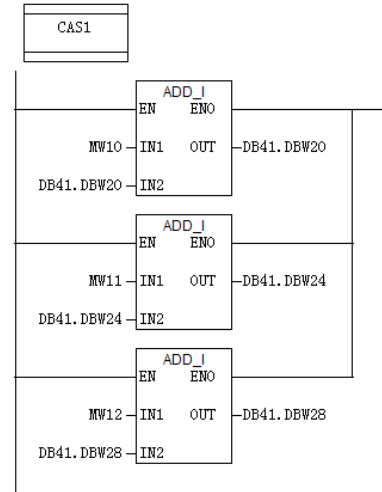 CAS1
ADD_I
EN ENO
MW10 IN1 OUT DB41.DBW20
DB41.DBW20 IN2
ADD_I
EN ENO
MW11 IN1 OUT DB41.DBW24
DB41.DBW24 IN2
ADD_I
EN ENO
MW12 IN1 OUT DB41.DBW28
DB41.DBW28 IN2